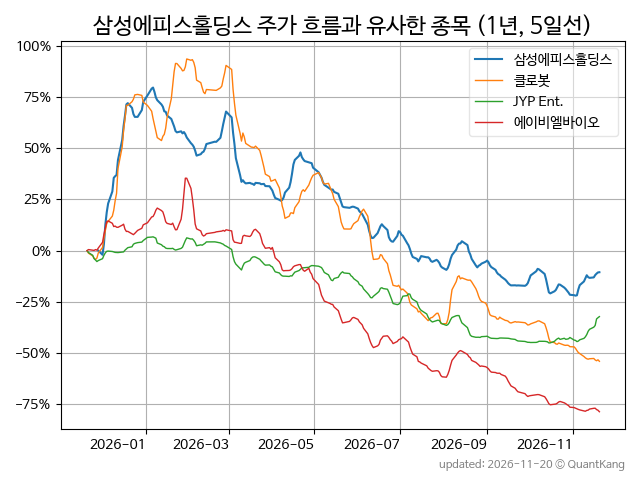 삼성에피스홀딩스 주가 흐름과 유사한 종목 (1년, 5일선)
100%
75%
50%
25%
0%
−25%
−50%
−75%
삼성에피스홀딩스
클로봇
JYP Ent.
에이비엘바이오
2026-01 2026-03 2026-05 2026-07 2026-09 2026-11
updated: 2026-11-20 © QuantKang